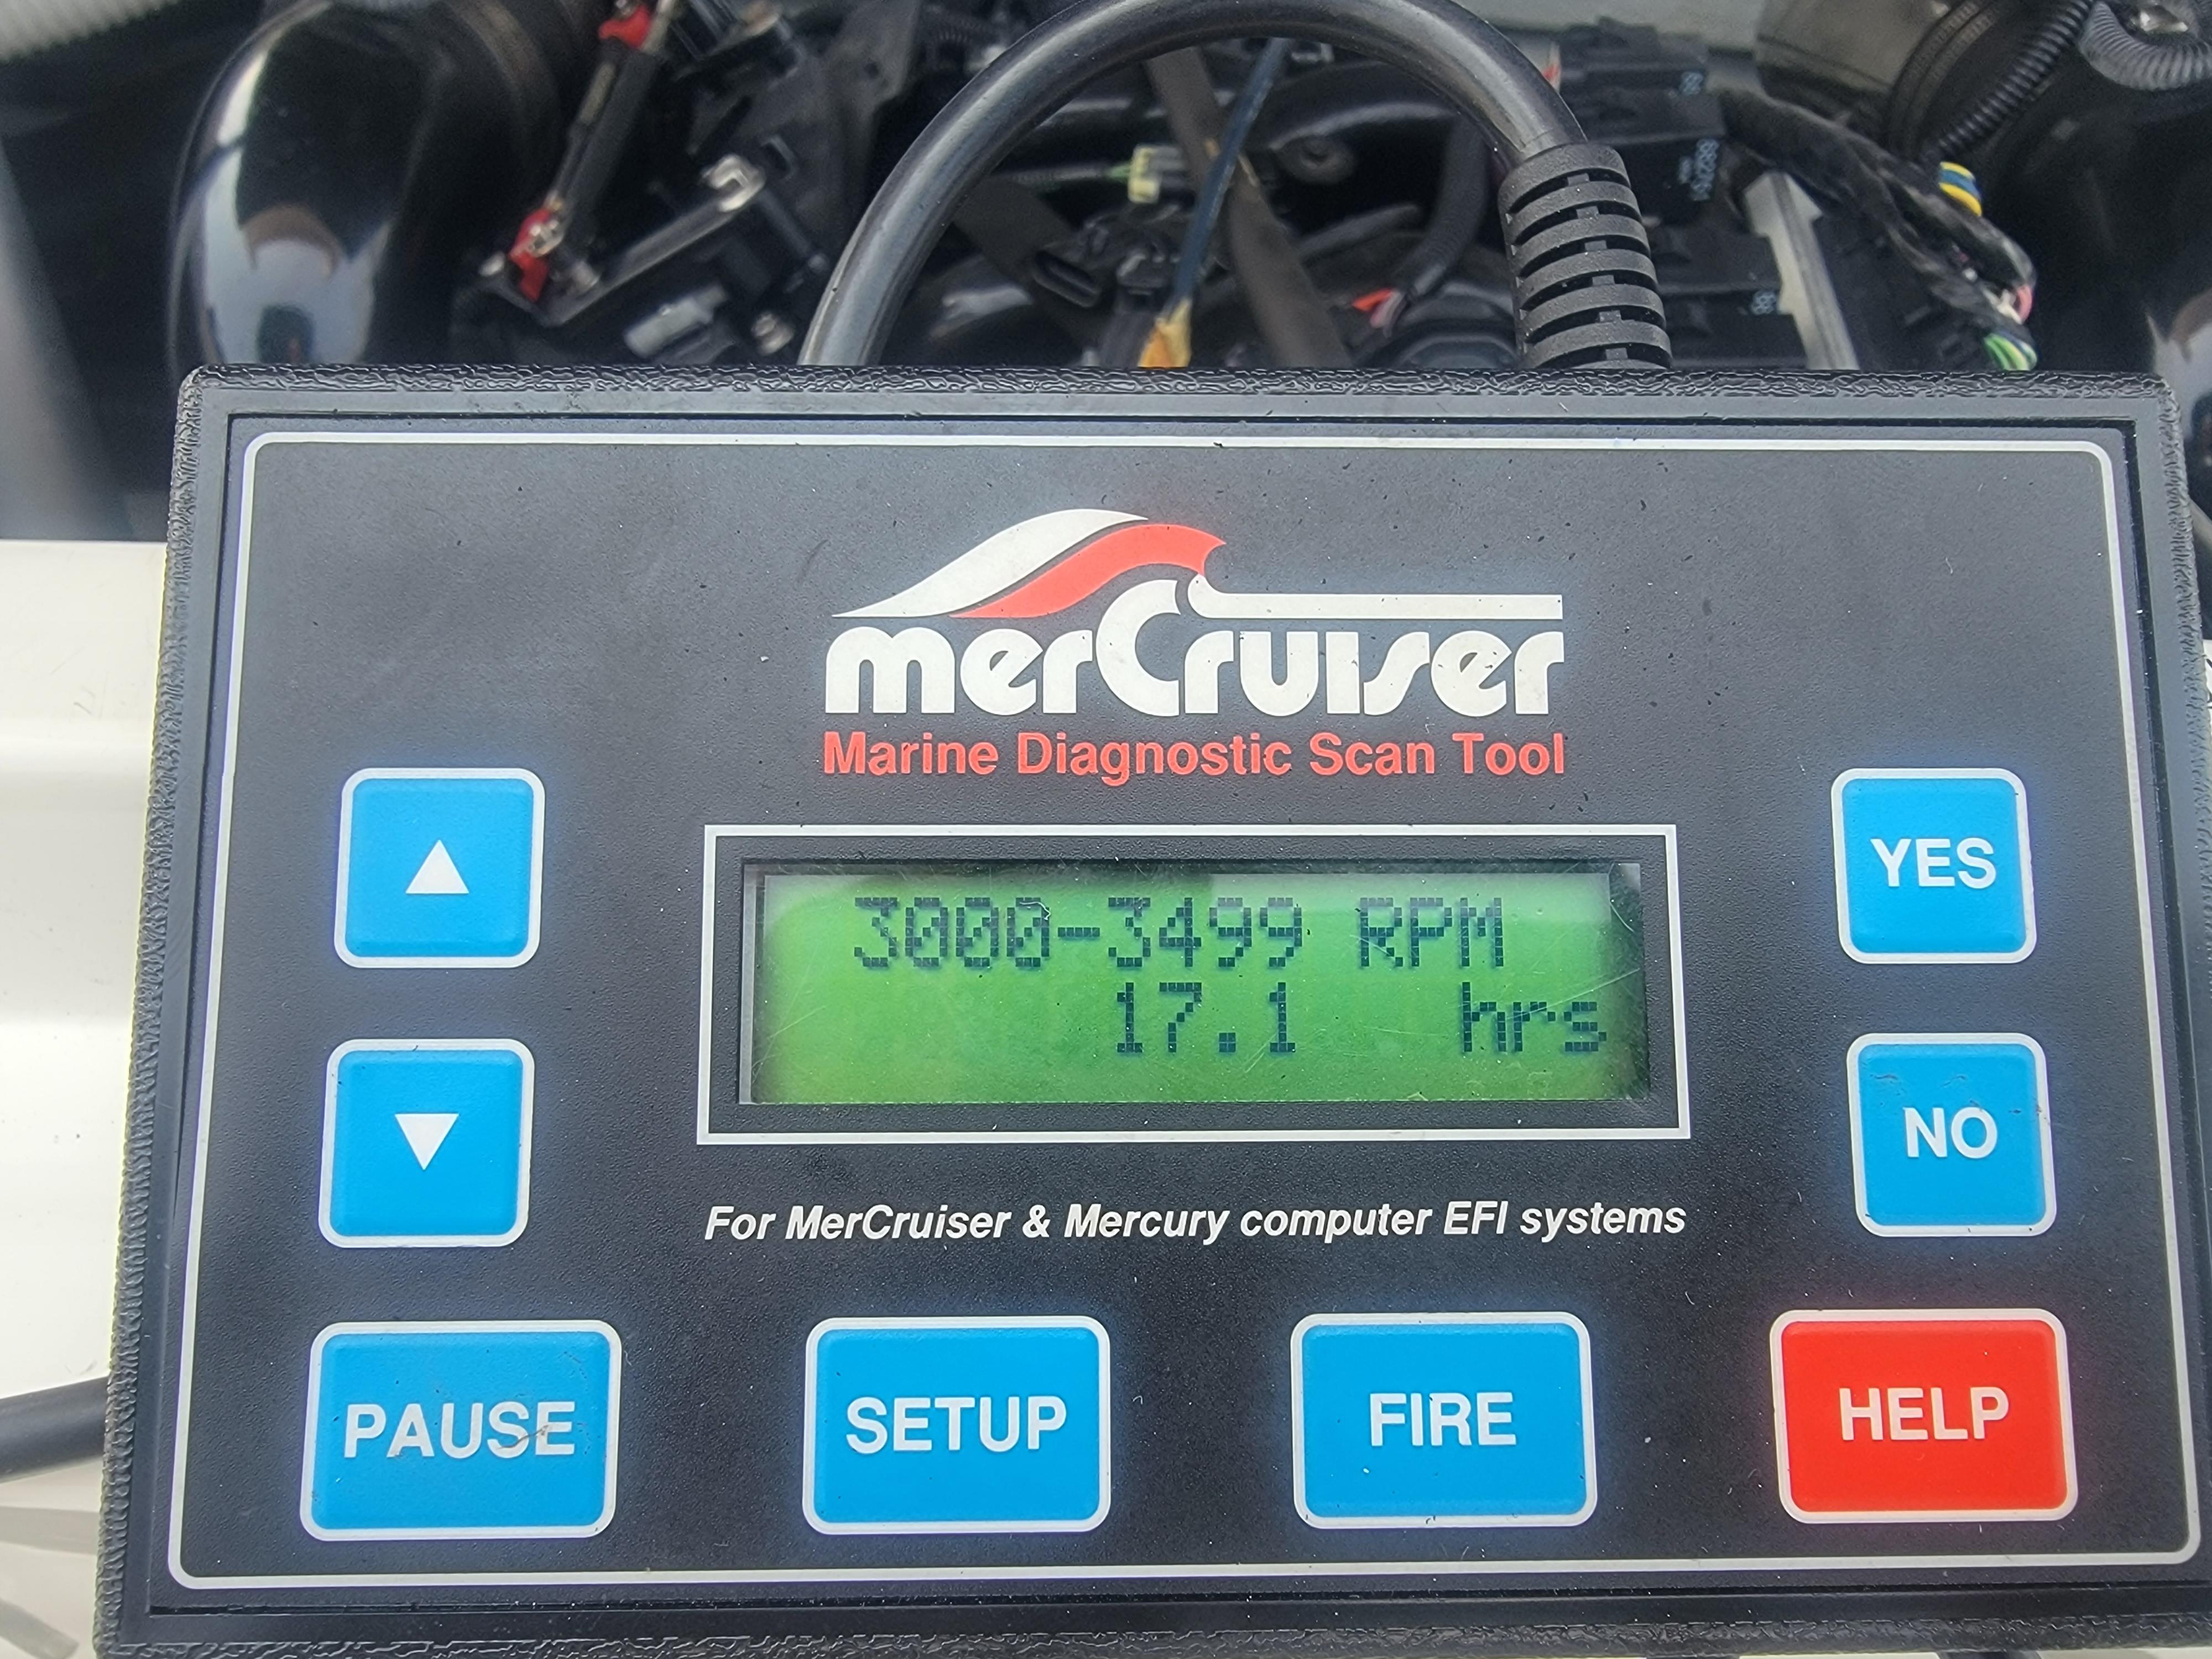 merCruiser
Marine Diagnostic Scan Tool
▲
YES
3000-3499 RPM
17.1 hrs
▼
NO
For MerCruiser & Mercury computer EFI systems
PAUSE
SETUP
FIRE
HELP